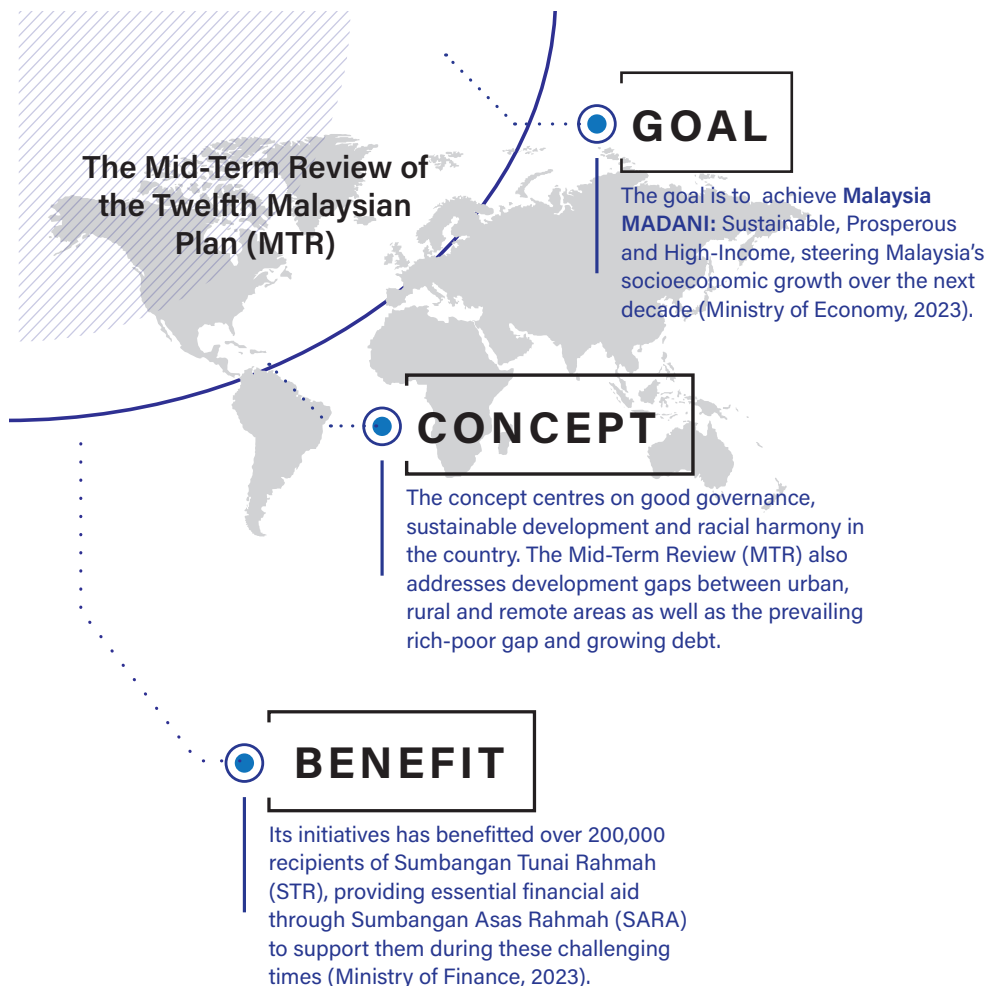 The Mid-Term Review of
the Twelfth Malaysian
Plan (MTR)
GOAL
The goal is to achieve Malaysia
MADANI: Sustainable, Prosperous
and High-Income, steering Malaysia's
socioeconomic growth over the next
decade (Ministry of Economy, 2023).
CONCEPT
The concept centres on good governance,
sustainable development and racial harmony in
the country. The Mid-Term Review (MTR) also
addresses development gaps between urban,
rural and remote areas as well as the prevailing
rich-poor gap and growing debt.
BENEFIT
Its initiatives has benefitted over 200,000
recipients of Sumbangan Tunai Rahmah
(STR), providing essential financial aid
through Sumbangan Asas Rahmah (SARA)
to support them during these challenging
times (Ministry of Finance, 2023).